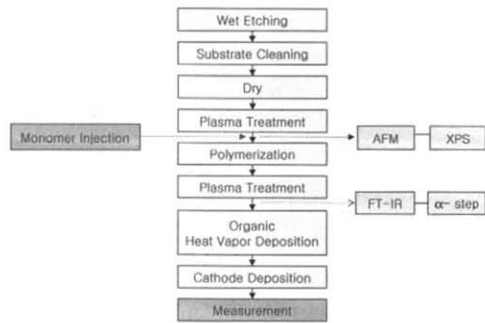 Wet Etching
Substrate Cleaning
Dry
Plasma Treatment
Monomer Injection
AFM
XPS
Polymerization
Plasma Treatment
FT-IR
α- step
Organic
Heat Vapor Deposition
Cathode Deposition
Measurement